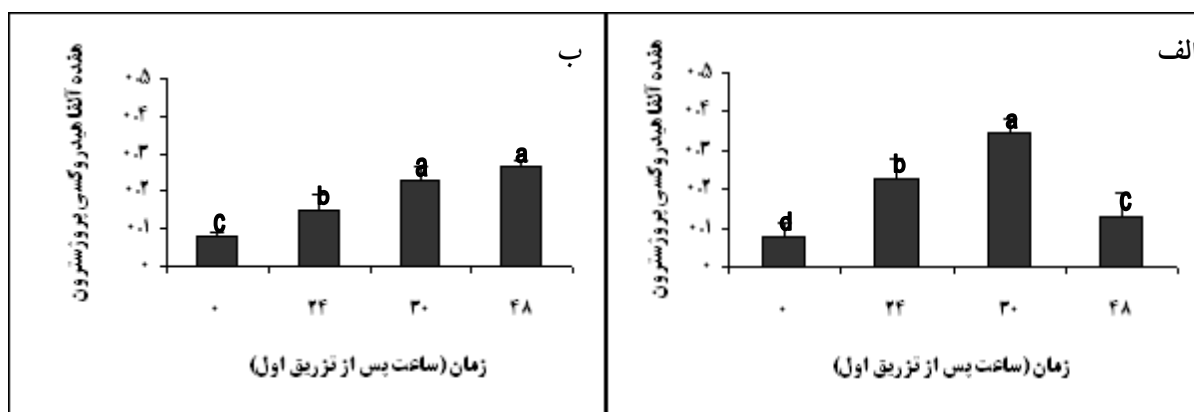 الف
هفده آلفا هیدروکسی پروژسترون
۰.۵
۰.۴
۰.۳
۰.۲
۰.۱
۰
d
b
a
c
۰ ۲۴ ۳۰ ۴۸
زمان (ساعت پس از تزریق اول)
ب
هفده آلفا هیدروکسی پروژسترون
۰.۵
۰.۴
۰.۳
۰.۲
۰.۱
۰
c
b
a
a
۰ ۲۴ ۳۰ ۴۸
زمان (ساعت پس از تزریق اول)